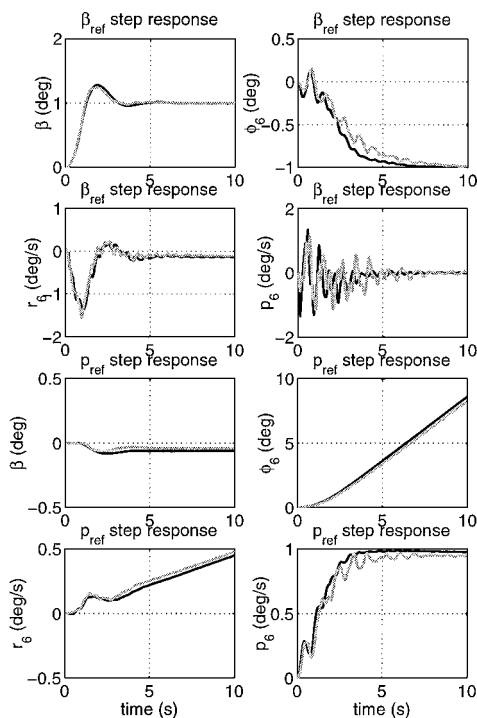 β_ref step response
β_ref step response
2
1
0
0
5
10
β (deg)
0
−0.5
−1
0
5
10
ϕ_6 (deg)
β_ref step response
β_ref step response
1
0
−1
−2
0
5
10
r_6 (deg/s)
2
0
−2
0
5
10
p_6 (deg/s)
p_ref step response
p_ref step response
0.5
0
−0.5
0
5
10
β (deg)
10
5
0
0
5
10
ϕ_6 (deg)
p_ref step response
p_ref step response
0.5
0
−0.5
0
5
10
r_6 (deg/s)
time (s)
1
0.5
0
0
5
10
p_6 (deg/s)
time (s)